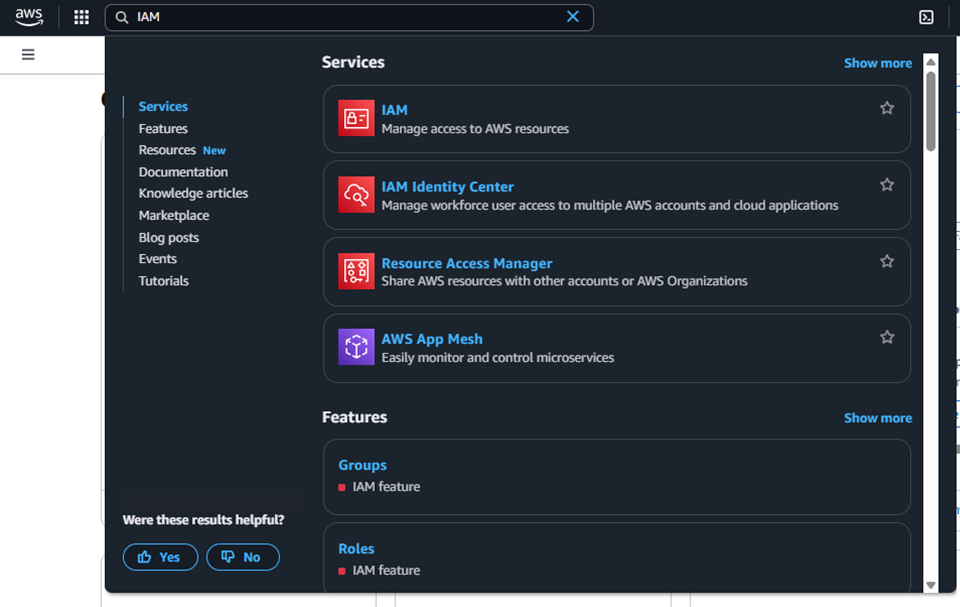 aws
IAM
Services
Features
Resources New
Documentation
Knowledge articles
Marketplace
Blog posts
Events
Tutorials
Were these results helpful?
Yes
No
Services
Show more
IAM
Manage access to AWS resources
IAM Identity Center
Manage workforce user access to multiple AWS accounts and cloud applications
Resource Access Manager
Share AWS resources with other accounts or AWS Organizations
AWS App Mesh
Easily monitor and control microservices
Features
Show more
Groups
IAM feature
Roles
IAM feature